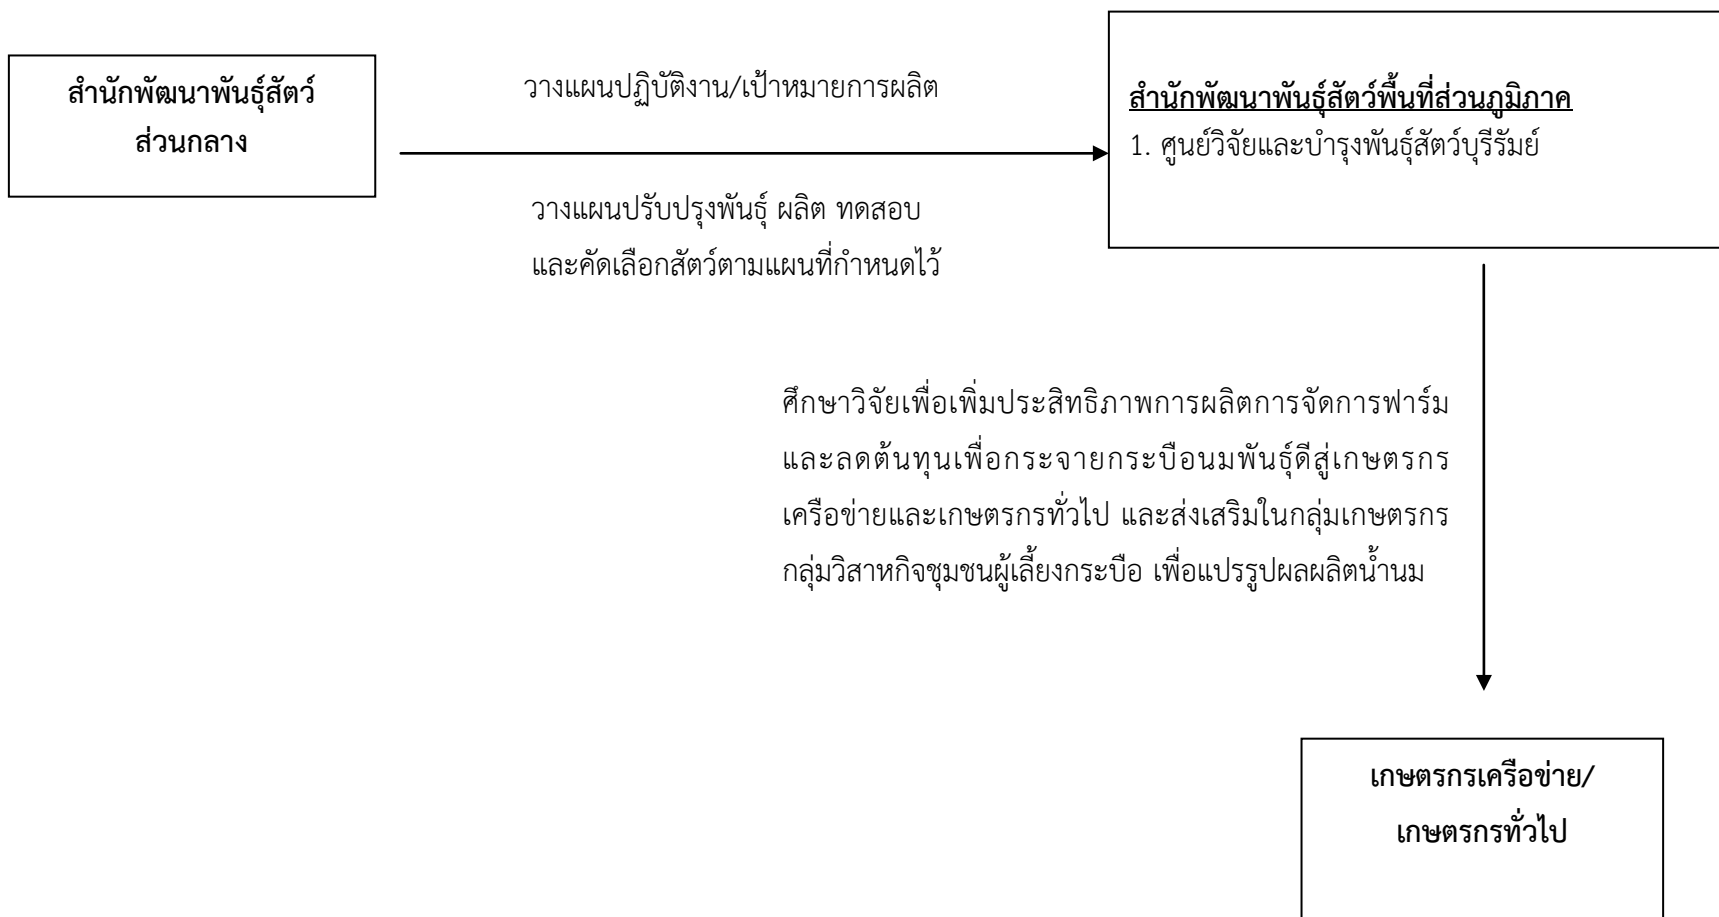 สำนักพัฒนาพันธุ์สัตว์
ส่วนกลาง
วางแผนปฏิบัติงาน/เป้าหมายการผลิต
วางแผนปรับปรุงพันธุ์ ผลิต ทดสอบ
และคัดเลือกสัตว์ตามแผนที่กำหนดไว้
สำนักพัฒนาพันธุ์สัตว์พื้นที่ส่วนภูมิภาค
1. ศูนย์วิจัยและบำรุงพันธุ์สัตว์บุรีรัมย์
ศึกษาวิจัยเพื่อเพิ่มประสิทธิภาพการผลิตการจัดการฟาร์ม
และลดต้นทุนเพื่อกระจายกระบือนมพันธุ์ดีสู่เกษตรกร
เครือข่ายและเกษตรกรทั่วไป และส่งเสริมในกลุ่มเกษตรกร
กลุ่มวิสาหกิจชุมชนผู้เลี้ยงกระบือ เพื่อแปรรูปผลผลิตน้ำนม
เกษตรกรเครือข่าย/
เกษตรกรทั่วไป